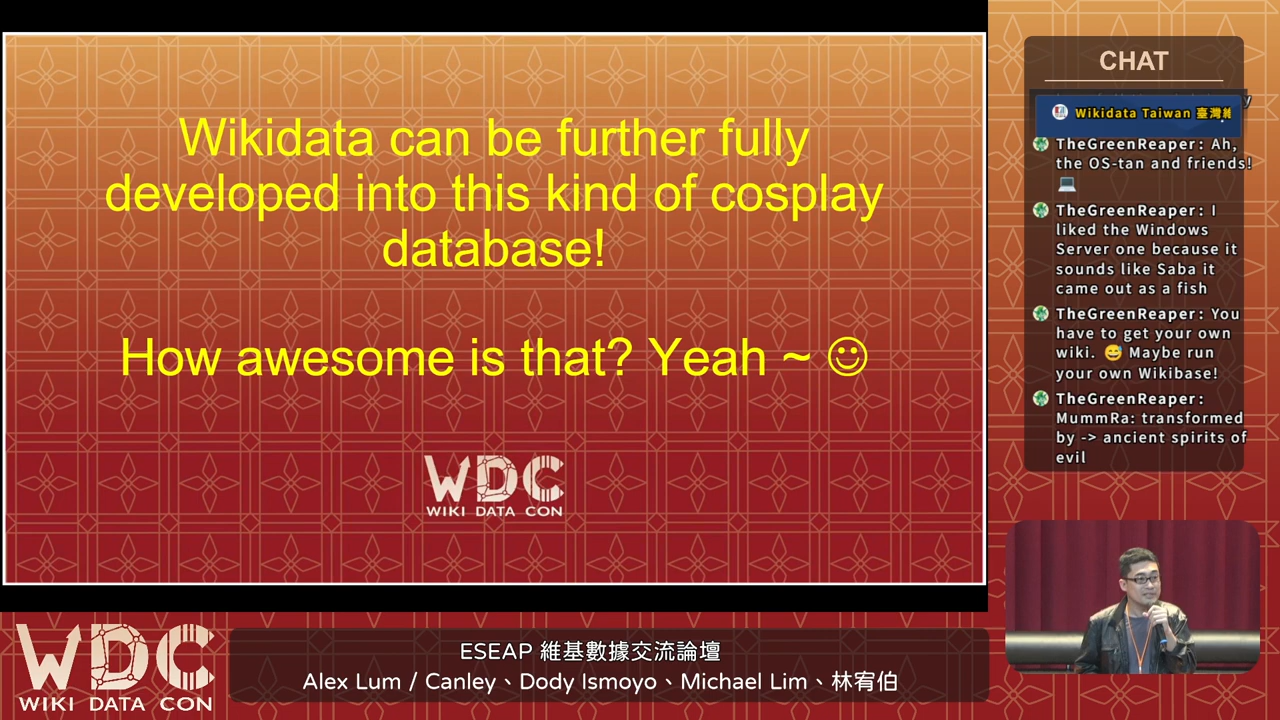 Wikidata can be further fully
developed into this kind of cosplay
database!
How awesome is that? Yeah ~ ☺
WDC
WIKI DATA CON
CHAT
Wikidata Taiwan 臺灣維
TheGreenReaper: Ah,
the OS-tan and friends!
💻
TheGreenReaper: I
liked the Windows
Server one because it
sounds like Saba it
came out as a fish
TheGreenReaper: You
have to get your own
wiki. 😅 Maybe run
your own Wikibase!
TheGreenReaper:
MummRa: transformed
by -> ancient spirits of
evil
WDC
WIKI DATA CON
ESEAP 維基數據交流論壇
Alex Lum / Canley、Dody Ismoyo、Michael Lim、林宥伯